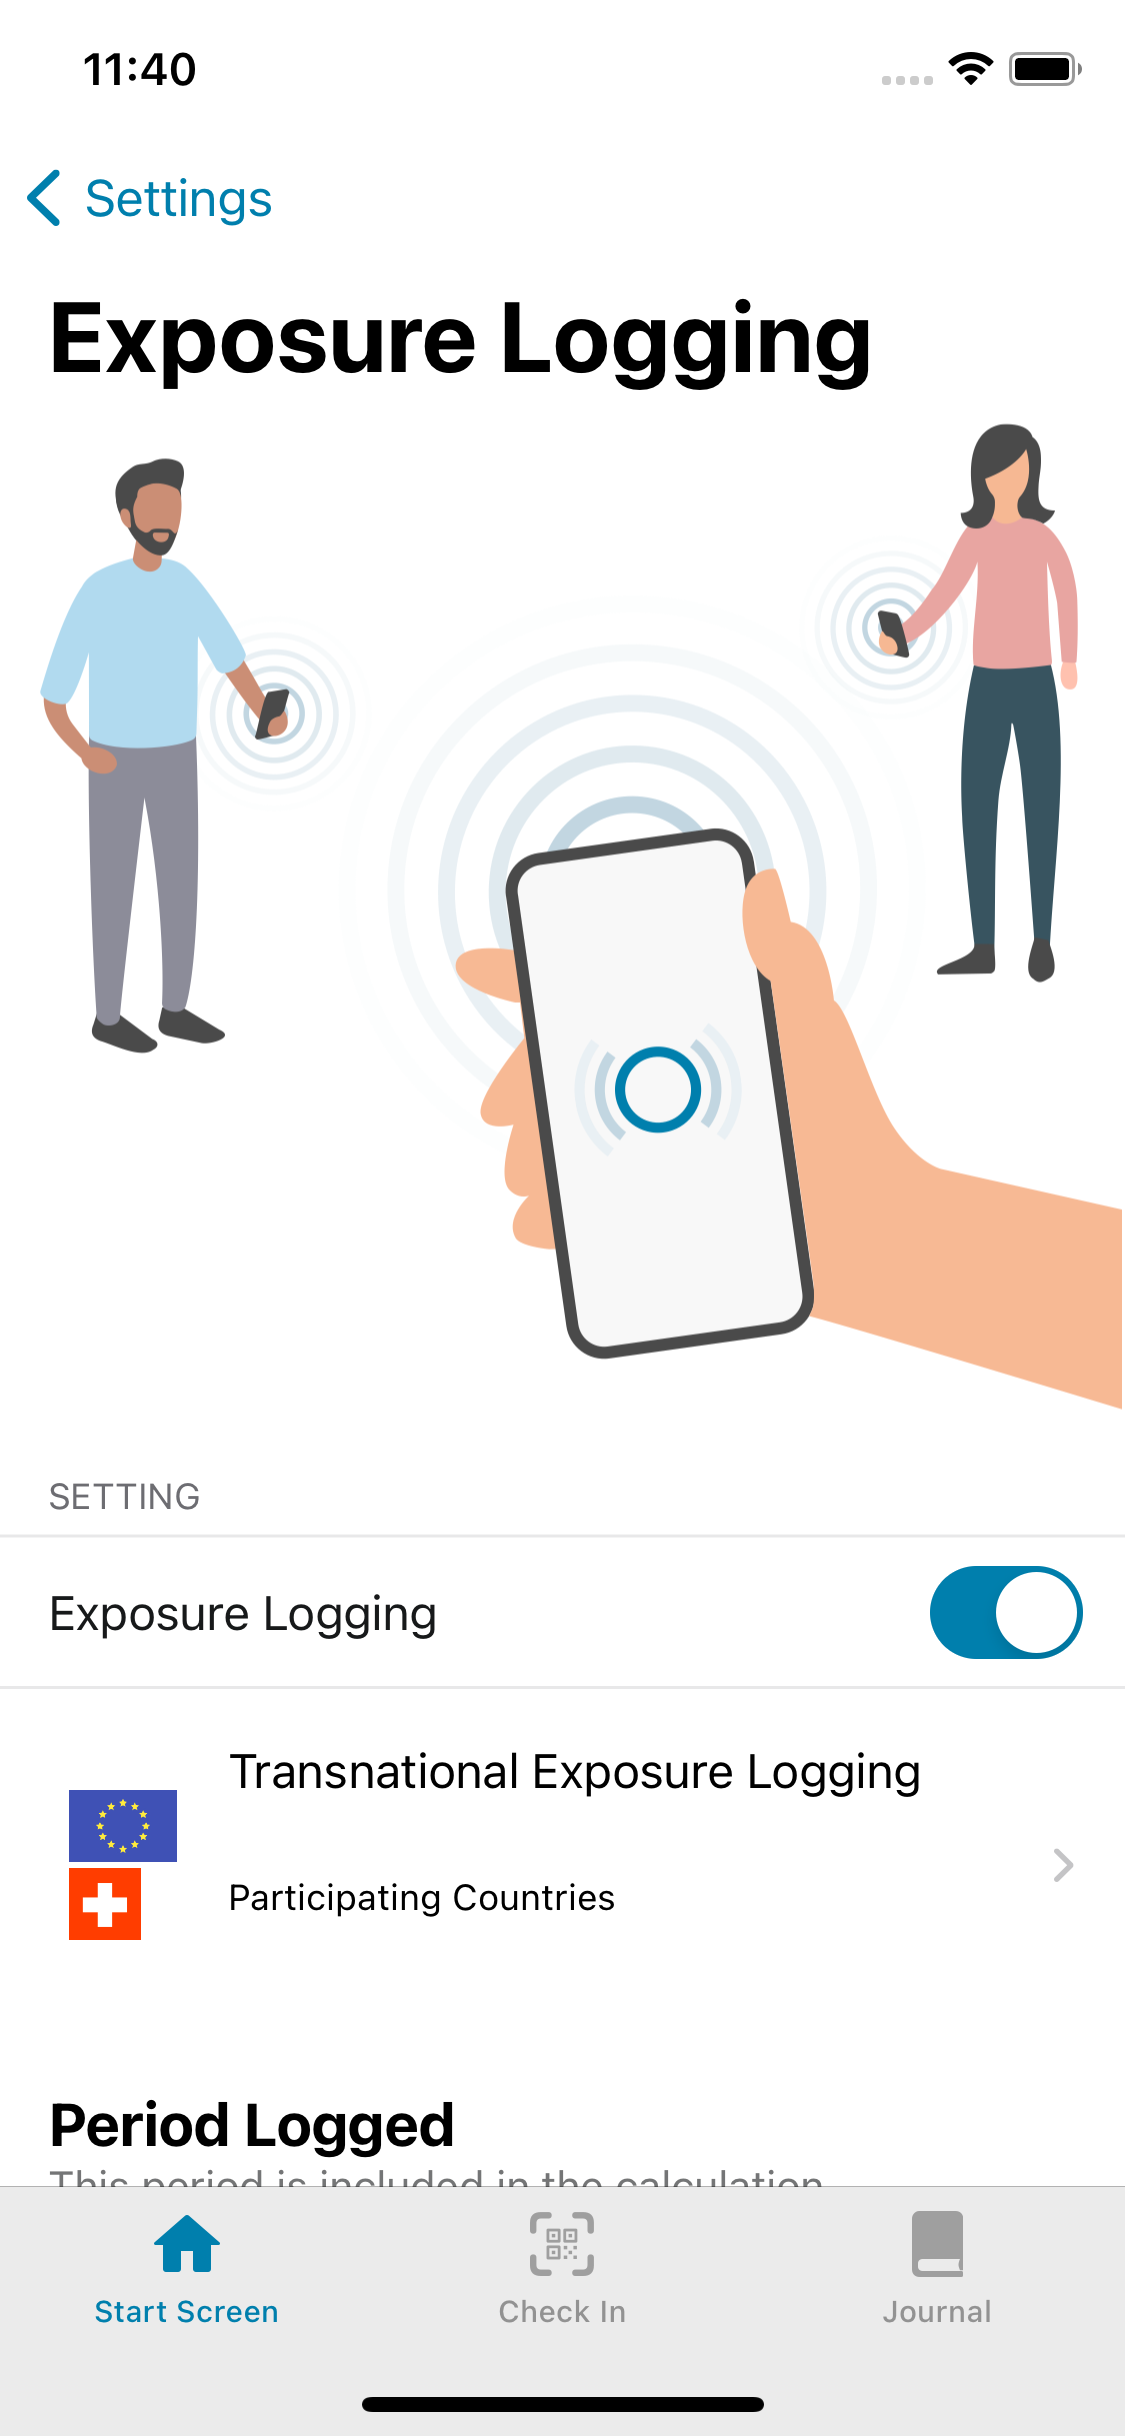 11:40
Settings
Exposure Logging
SETTING
Exposure Logging
Transnational Exposure Logging
Participating Countries
Period Logged
This period is included in the calculation
Start Screen
Check In
Journal